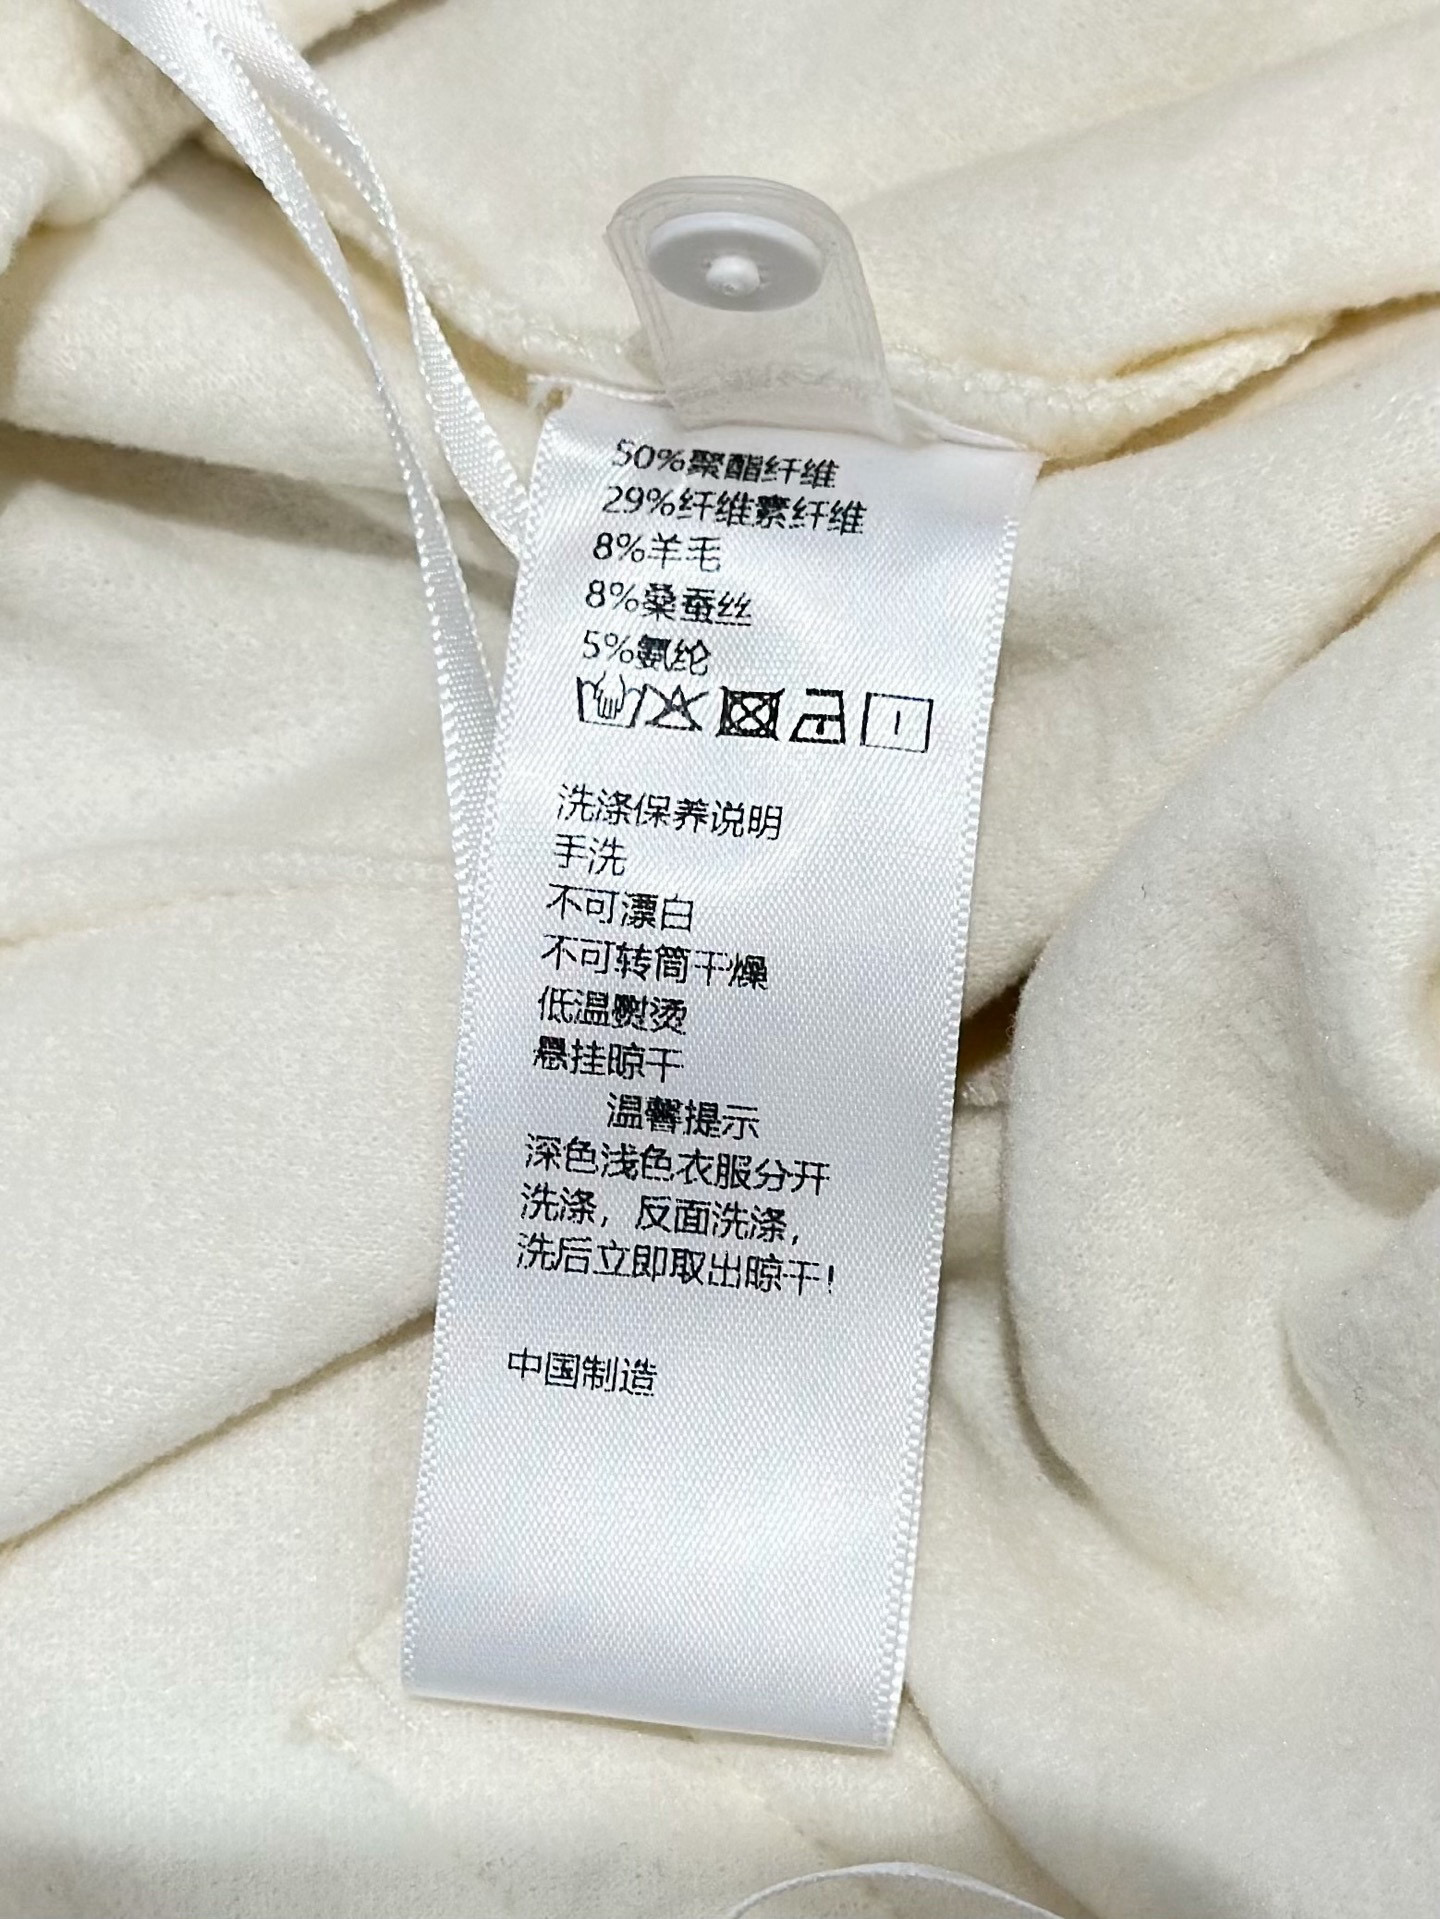 50%聚酯纤维
29%纤维素纤维
8%羊毛
8%桑蚕丝
5%氨纶
洗涤保养说明
手洗
不可漂白
不可转筒干燥
低温熨烫
悬挂晾干
温馨提示
深色浅色衣服分开
洗涤，反面洗涤，
洗后立即取出晾干！
中国制造